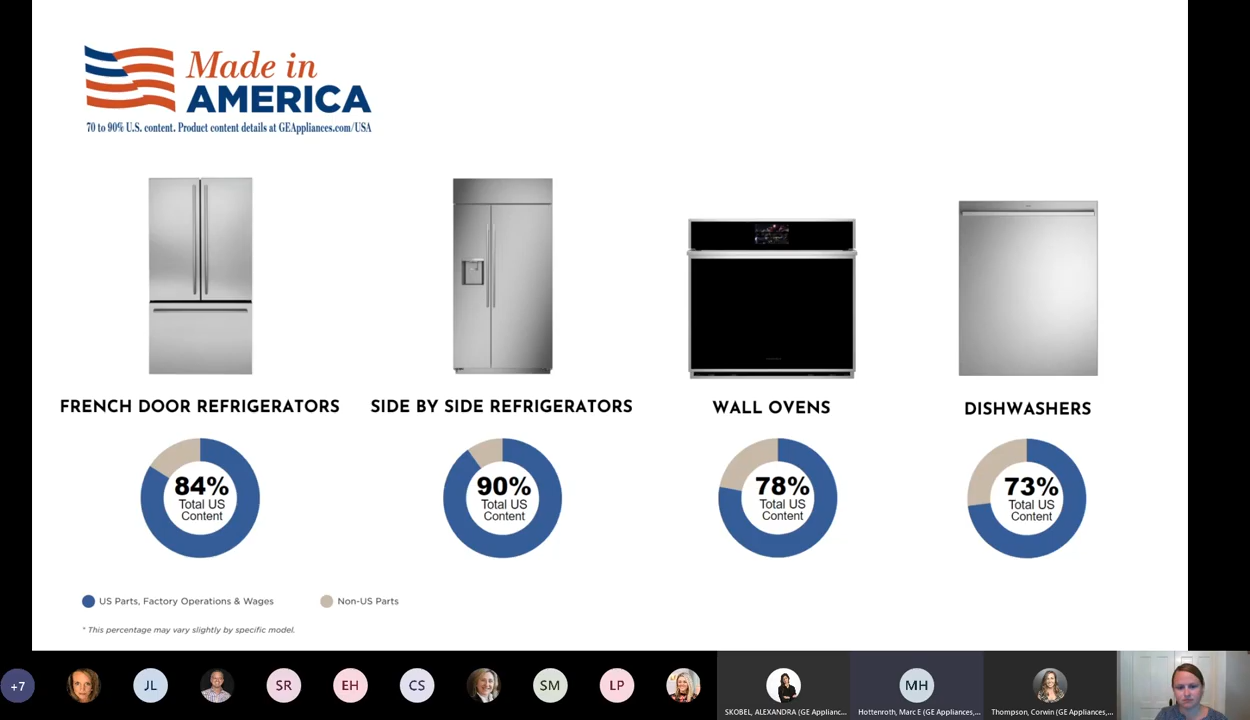 Made in
AMERICA
70 to 90% U.S. content. Product content details at GEAppliances.com/USA
FRENCH DOOR REFRIGERATORS
SIDE BY SIDE REFRIGERATORS
WALL OVENS
DISHWASHERS
84%
Total US
Content
90%
Total US
Content
78%
Total US
Content
73%
Total US
Content
US Parts, Factory Operations & Wages
Non-US Parts
* This percentage may vary slightly by specific model.
+7
JL
SR
EH
CS
SM
LP
MH
SKOBEL, ALEXANDRA (GE Applianc...
Hottenroth, Marc E (GE Appliances,...
Thompson, Corwin (GE Appliances,...